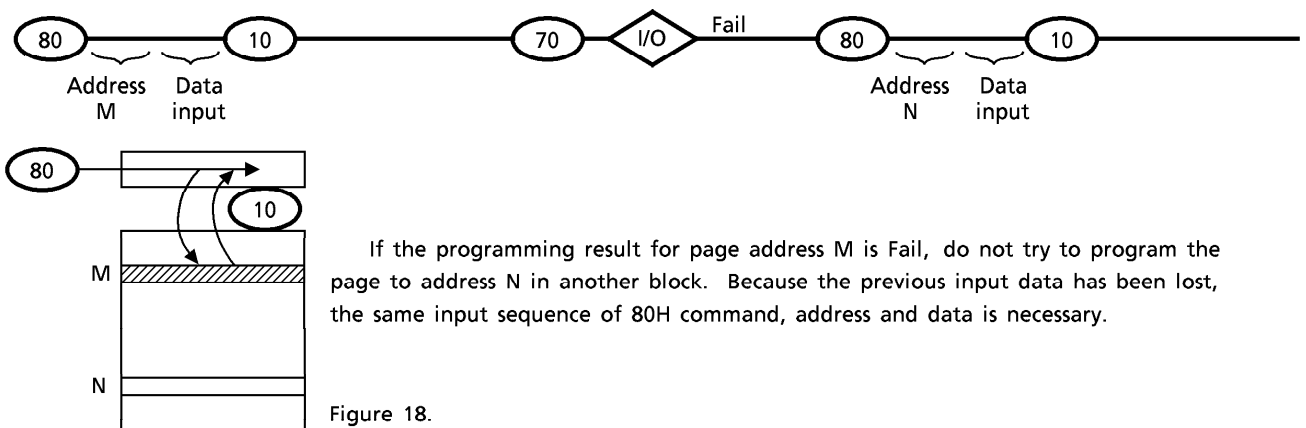 80 10 70 I/O Fail 80 10
Address Data Address Data
M input N input
80
10
If the programming result for page address M is Fail, do not try to program the
M page to address N in another block. Because the previous input data has been lost,
the same input sequence of 80H command, address and data is necessary.
N
Figure 18.